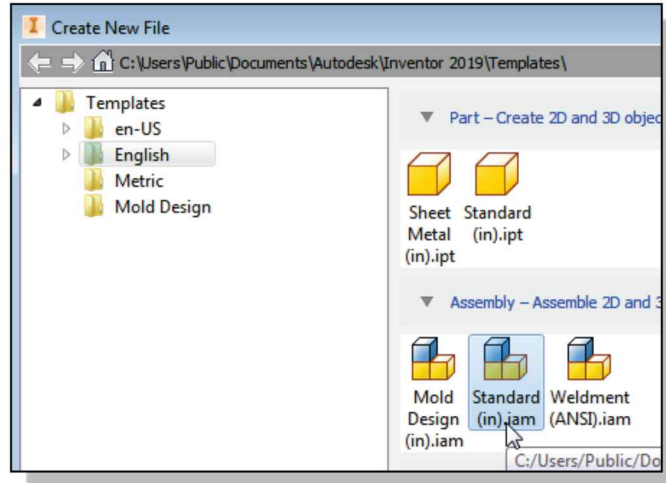 Create New File
C:\Users\Public\Documents\Autodesk\Inventor 2019\Templates\
Templates
en-US
English
Metric
Mold Design
Part – Create 2D and 3D objec
Sheet Metal (in).ipt
Standard (in).ipt
Assembly – Assemble 2D and 3
Mold Design (in).iam
Standard (in).iam
Weldment (ANSI).iam
C:/Users/Public/Do